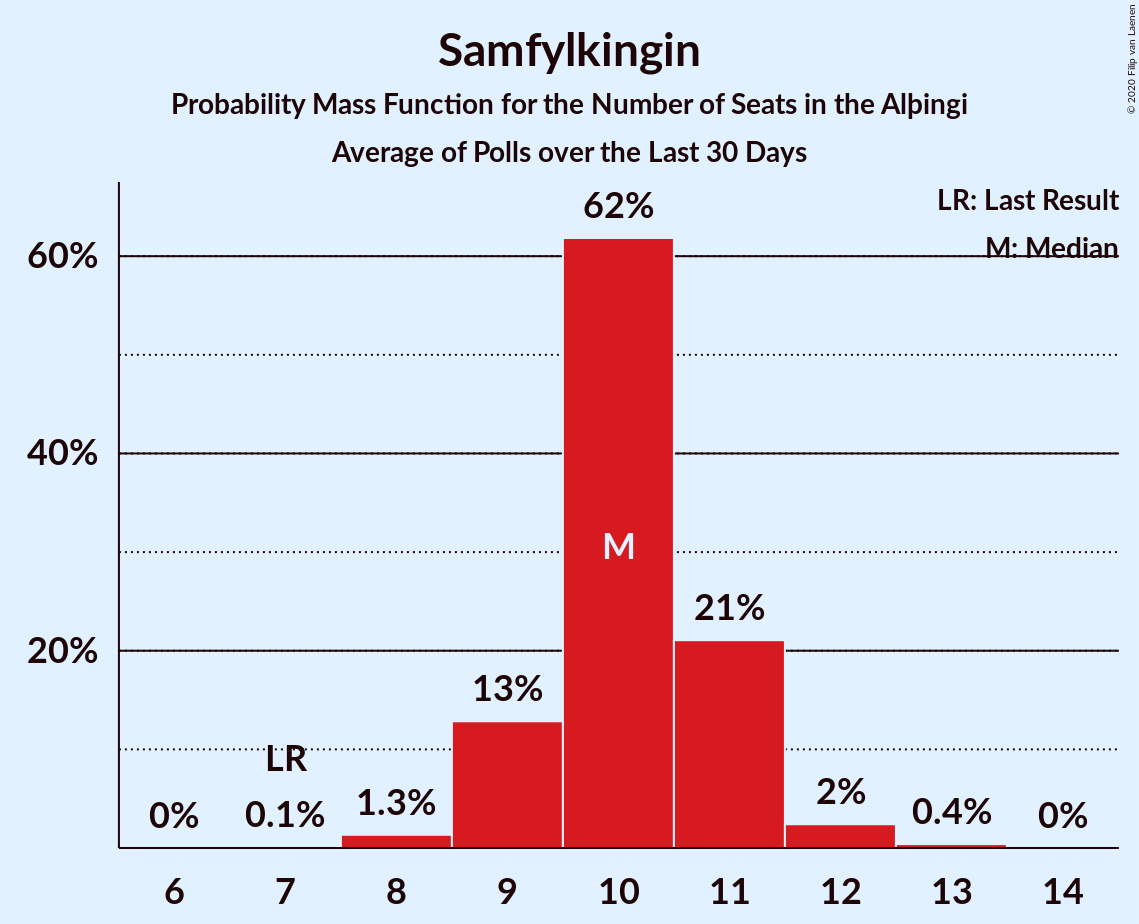 Samfylkingin
Probability Mass Function for the Number of Seats in the Alþingi
Average of Polls over the Last 30 Days
© 2020 Filip van Laenen
LR: Last Result
M: Median
62%
60%
40%
M
21%
20%
13%
LR
0% 0.1% 1.3% 2% 0.4% 0%
6 7 8 9 10 11 12 13 14